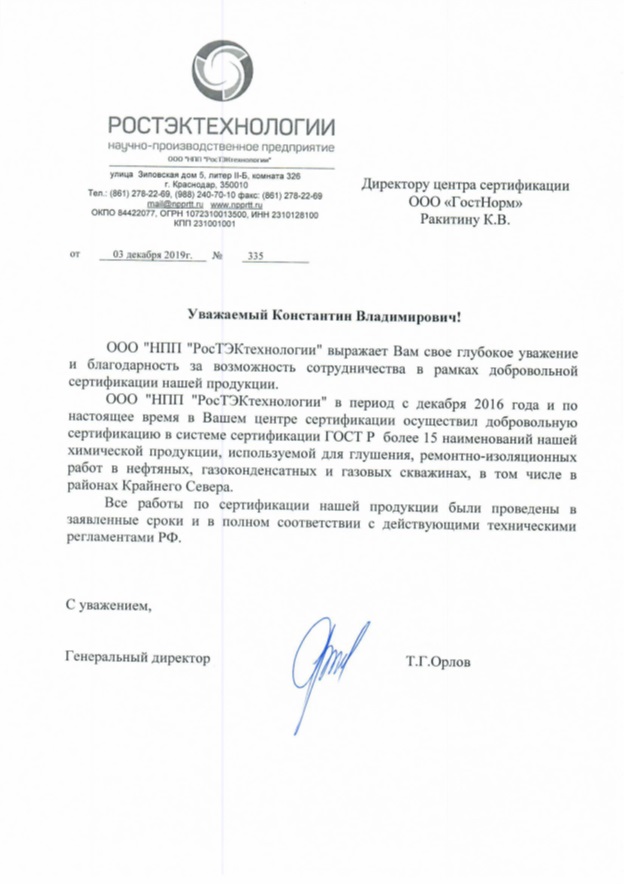 РОСТЭКТЕХНОЛОГИИ
научно-производственное предприятие
ООО "НПП "РосТЭКтехнологии"
улица Зиповская дом 5, литер II-Б, комната 326
г. Краснодар, 350010
Тел.: (861) 278-22-69, (988) 240-70-10 факс: (861) 278-22-69
mail@npprtt.ru www.npprtt.ru
ОКПО 84422077, ОГРН 1072310013500, ИНН 2310128100
КПП 231001001
Директору центра сертификации
ООО «ГостНорм»
Ракитину К.В.
от 03 декабря 2019г. № 335
Уважаемый Константин Владимирович!
ООО "НПП "РосТЭКтехнологии" выражает Вам свое глубокое уважение
и благодарность за возможность сотрудничества в рамках добровольной
сертификации нашей продукции.
ООО "НПП "РосТЭКтехнологии" в период с декабря 2016 года и по
настоящее время в Вашем центре сертификации осуществил добровольную
сертификацию в системе сертификации ГОСТ Р более 15 наименований нашей
химической продукции, используемой для глушения, ремонтно-изоляционных
работ в нефтяных, газоконденсатных и газовых скважинах, в том числе в
районах Крайнего Севера.
Все работы по сертификации нашей продукции были проведены в
заявленные сроки и в полном соответствии с действующими техническими
регламентами РФ.
С уважением,
Генеральный директор Т.Г.Орлов